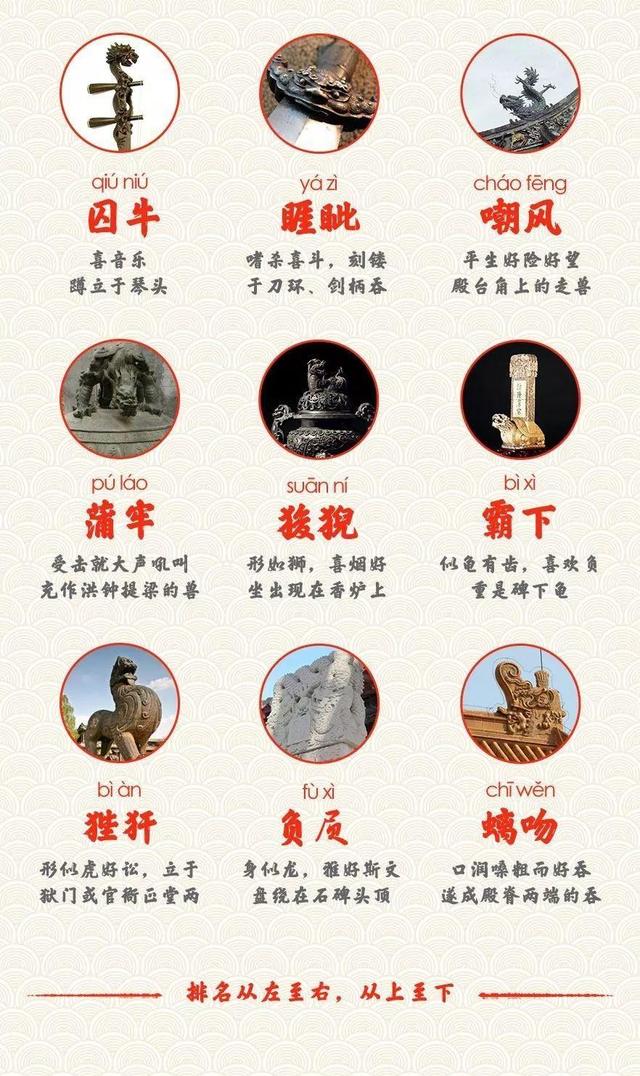 qiú niú
囚牛
喜音乐
蹲立于琴头
yá zì
睚眦
嗜杀喜斗，刻镂
于刀环、剑柄吞
cháo fēng
嘲风
平生好险好望
殿台角上的走兽
pú láo
蒲牢
受击就大声吼叫
充作洪钟提梁的兽
suān ní
狻猊
形如狮，喜烟好
坐出现在香炉上
bì xì
霸下
似龟有齿，喜欢负
重是碑下龟
bì àn
狴犴
形似虎好讼，立于
狱门或官衙正堂两
fù xì
负屃
身似龙，雅好斯文
盘绕在石碑头顶
chī wěn
螭吻
口润嗓粗而好吞
遂成殿脊两端的吞
排名从左至右，从上至下